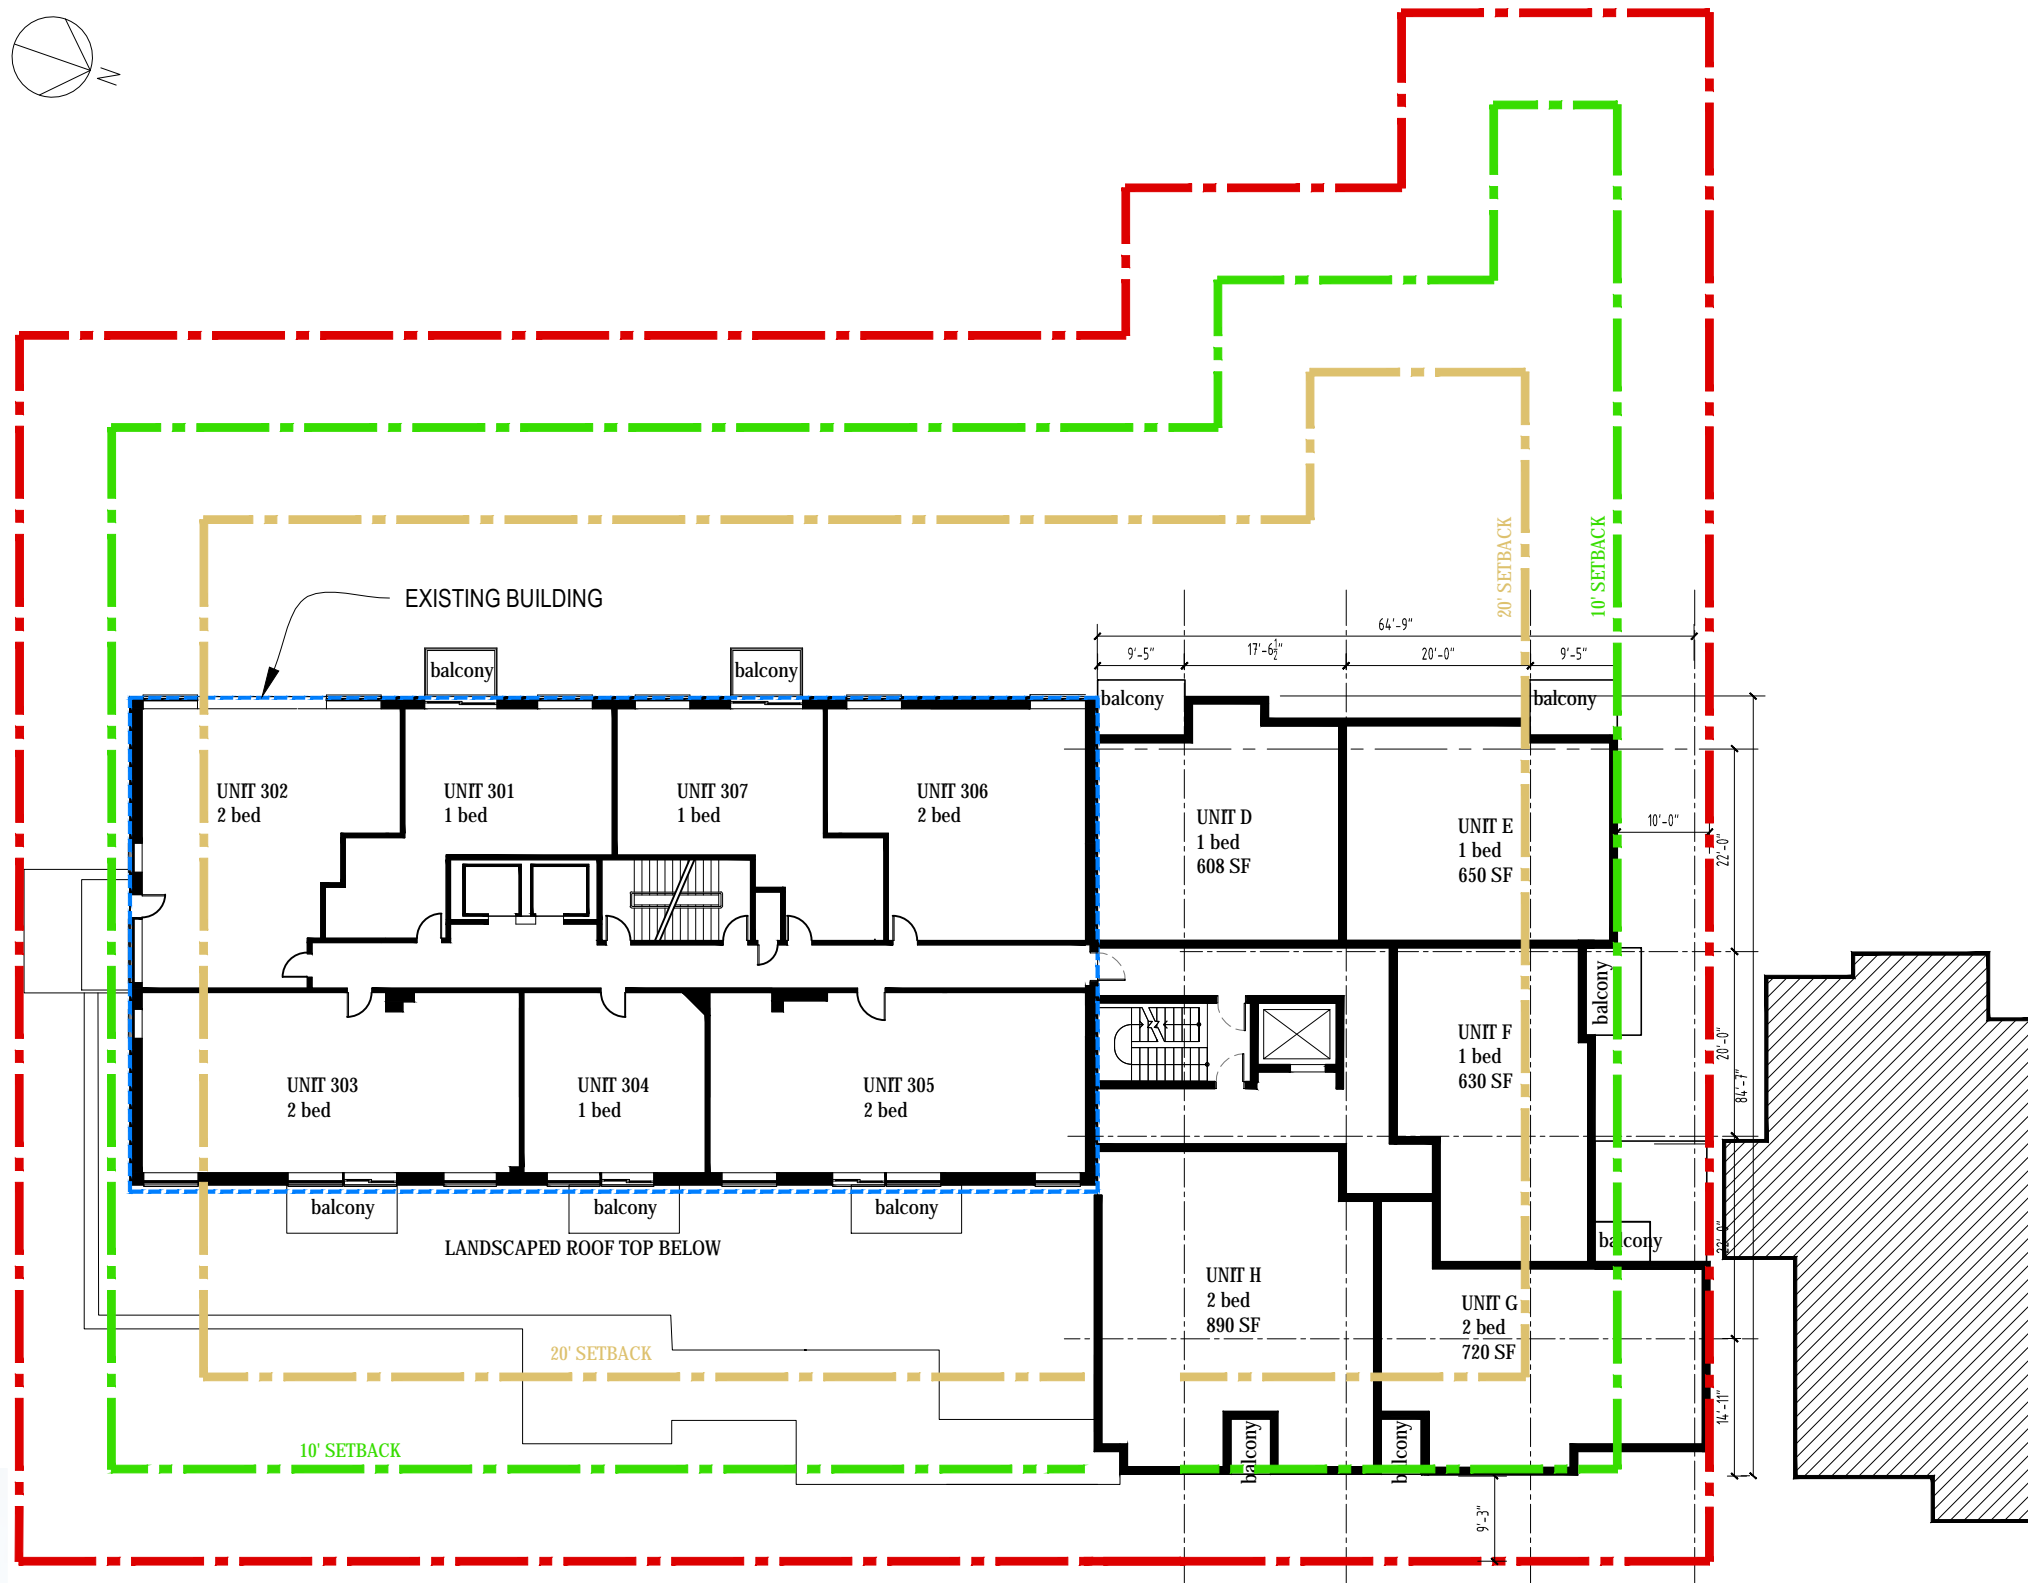 N
20' SETBACK
10' SETBACK
EXISTING BUILDING
64'-9"
9'-5"
17'-6½"
20'-0"
9'-5"
balcony
balcony
balcony
balcony
UNIT 302
2 bed
UNIT 301
1 bed
UNIT 307
1 bed
UNIT 306
2 bed
UNIT D
1 bed
608 SF
UNIT E
1 bed
650 SF
10'-0"
22'-0"
balcony
UNIT F
1 bed
630 SF
20'-0"
84'-7"
UNIT 303
2 bed
UNIT 304
1 bed
UNIT 305
2 bed
balcony
balcony
balcony
balcony
LANDSCAPED ROOF TOP BELOW
UNIT H
2 bed
890 SF
UNIT G
2 bed
720 SF
20' SETBACK
14'-11"
10' SETBACK
balcony
balcony
9'-3"